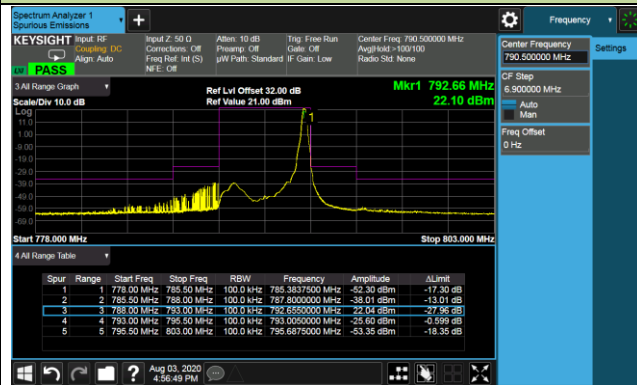 Spectrum Analyzer 1
Spurious Emissions
Frequency
KEYSIGHT Input: RF Input Z: 50 Ω Atten: 10 dB Trig: Free Run Center Freq: 790.500000 MHz
Coupling: DC Corrections: Off Preamp: Off Gate: Off Avg|Hold:>100/100
Align: Auto Freq Ref: Int (S) µW Path: Standard IF Gain: Low Radio Std: None
NFE: Off
LW PASS
Center Frequency
790.500000 MHz
Settings
CF Step
6.900000 MHz
Auto
Man
Freq Offset
0 Hz
3 All Range Graph
Ref Lvl Offset 32.00 dB
Mkr1 792.66 MHz
Scale/Div 10.0 dB
Ref Value 21.00 dBm
22.10 dBm
Log
11.0
1.00
-9.00
-19.0
-29.0
-39.0
-49.0
-59.0
-69.0
1
Start 778.000 MHz
Stop 803.000 MHz
4 All Range Table
Spur Range Start Freq Stop Freq RBW Frequency Amplitude ΔLimit
1 1 778.00 MHz 785.50 MHz 100.0 kHz 785.3837500 MHz -52.30 dBm -17.30 dB
2 2 785.50 MHz 788.00 MHz 100.0 kHz 787.8000000 MHz -38.01 dBm -13.01 dB
3 3 788.00 MHz 793.00 MHz 100.0 kHz 792.6550000 MHz 22.04 dBm -27.96 dB
4 4 793.00 MHz 795.50 MHz 100.0 kHz 793.0050000 MHz -25.60 dBm -0.599 dB
5 5 795.50 MHz 803.00 MHz 100.0 kHz 795.6875000 MHz -53.35 dBm -18.35 dB
Aug 03, 2020
4:56:49 PM